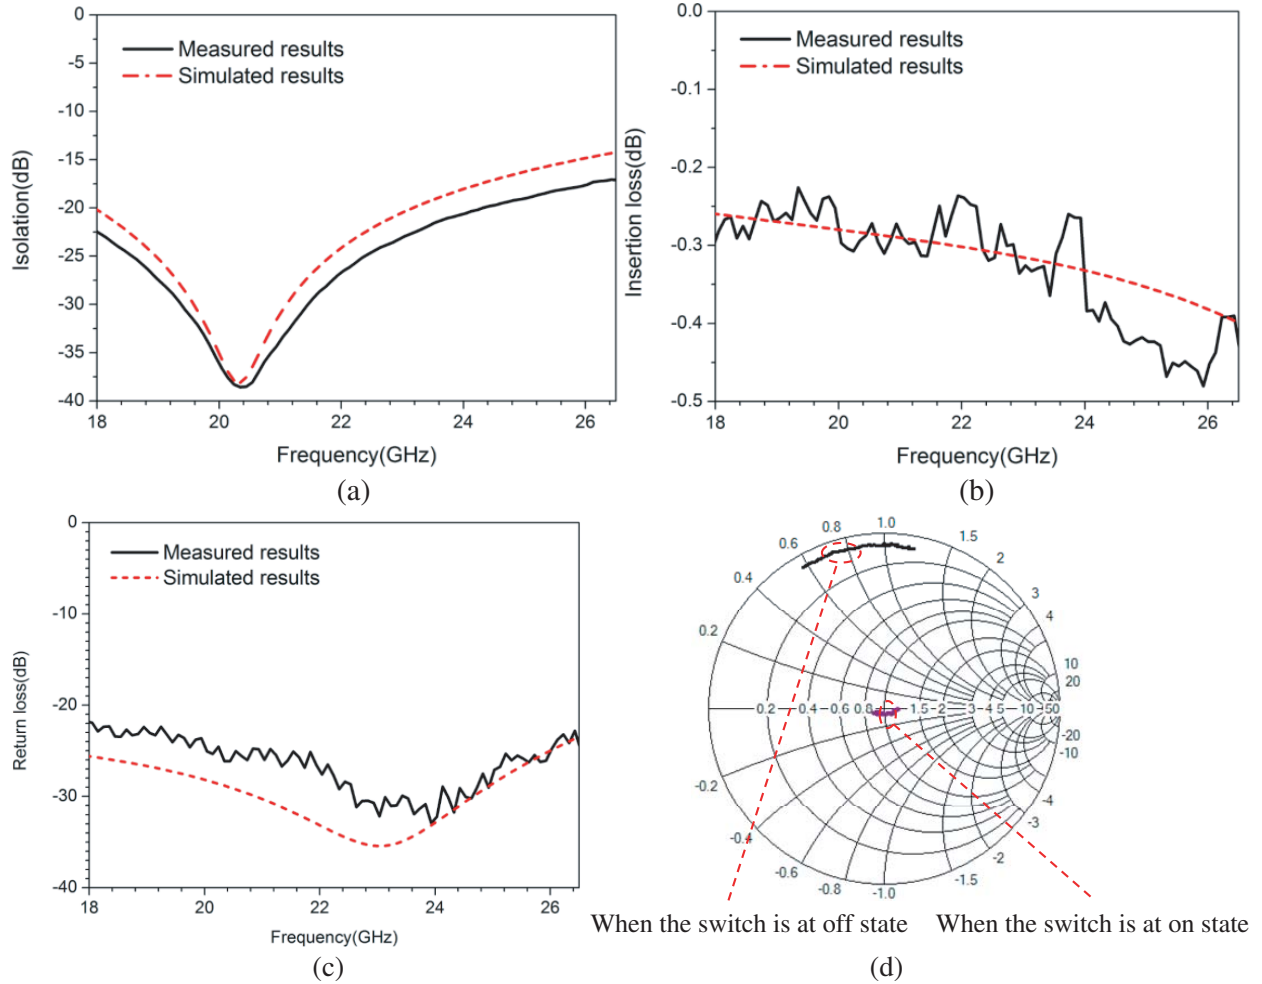 0
-5
-10
-15
-20
-25
-30
-35
-40
Isolation(dB)
Measured results
Simulated results
18 20 22 24 26
Frequency(GHz)
(a)
0.0
-0.1
-0.2
-0.3
-0.4
-0.5
Insertion loss(dB)
Measured results
Simulated results
18 20 22 24 26
Frequency(GHz)
(b)
0
-10
-20
-30
-40
Return loss(dB)
Measured results
Simulated results
18 20 22 24 26
Frequency(GHz)
(c)
0.2
0.4
0.6
0.8
1.0
1.5
2
3
4
10
20
0.2 0.4 0.6 0.8 1.5 2 3 4 5 10 50
-20
-10
-4
-3
-2
-1.5
-1.0
-0.8
-0.6
-0.4
-0.2
When the switch is at off state
When the switch is at on state
(d)